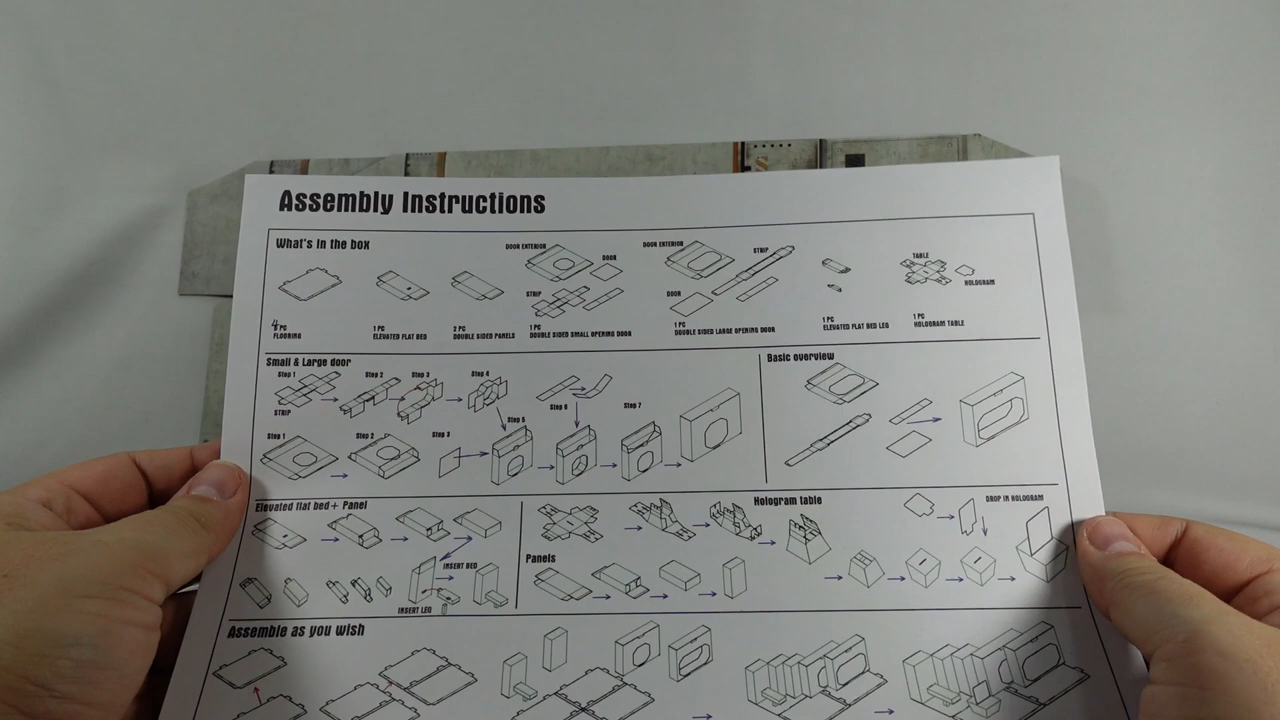 S
Assembly Instructions
What's in the box
DOOR EXTERIOR
DOOR
STRIP
DOOR EXTERIOR
STRIP
DOOR
TABLE
HOLOGRAM
4 PC
FLOORING
1 PC
ELEVATED FLAT BED
2 PC
DOUBLE SIDED PANELS
1 PC
DOUBLE SIDED SMALL OPENING DOOR
1 PC
DOUBLE SIDED LARGE OPENING DOOR
1 PC
ELEVATED FLAT BED LEG
1 PC
HOLOGRAM TABLE
Small & Large door
Step 1
Step 2
Step 3
Step 4
STRIP
Step 5
Step 6
Step 7
Step 1
Step 2
Step 3
Basic overview
Elevated flat bed + Panel
INSERT BED
INSERT LEG
Hologram table
DROP IN HOLOGRAM
Panels
Assemble as you wish